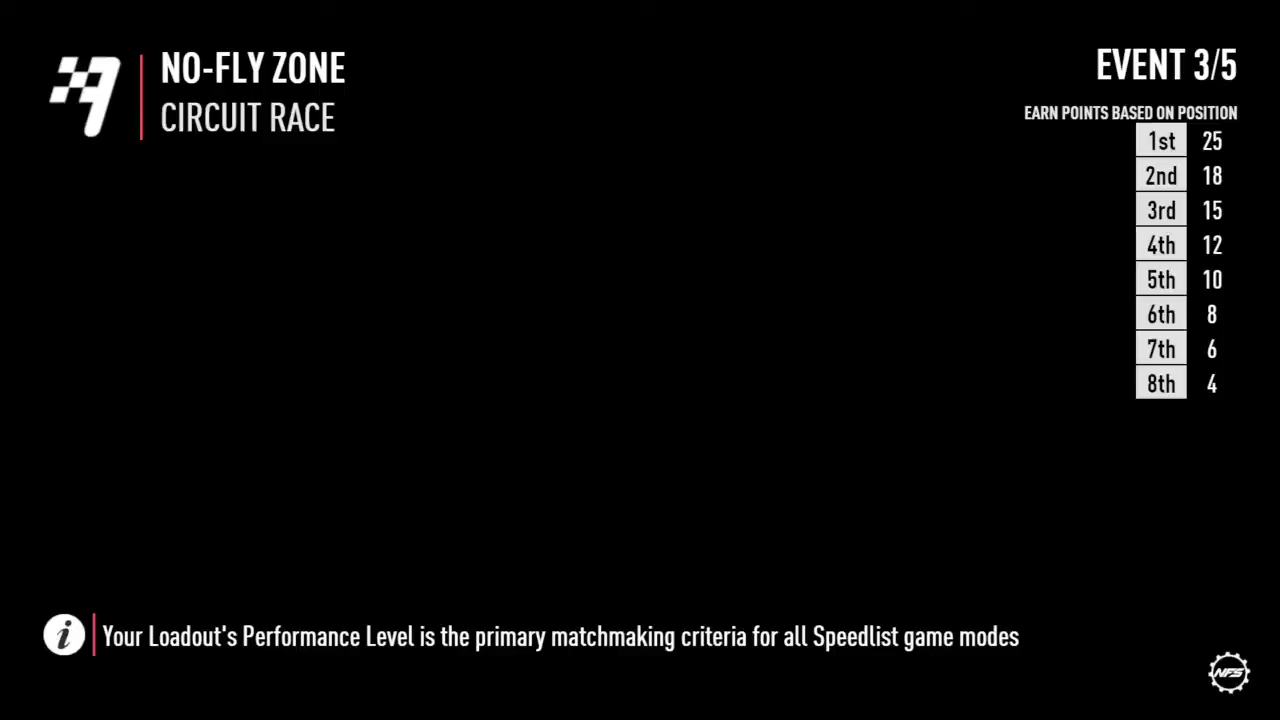 NO-FLY ZONE
CIRCUIT RACE
EVENT 3/5
EARN POINTS BASED ON POSITION
1st 25
2nd 18
3rd 15
4th 12
5th 10
6th 8
7th 6
8th 4
i Your Loadout's Performance Level is the primary matchmaking criteria for all Speedlist game modes
NFS